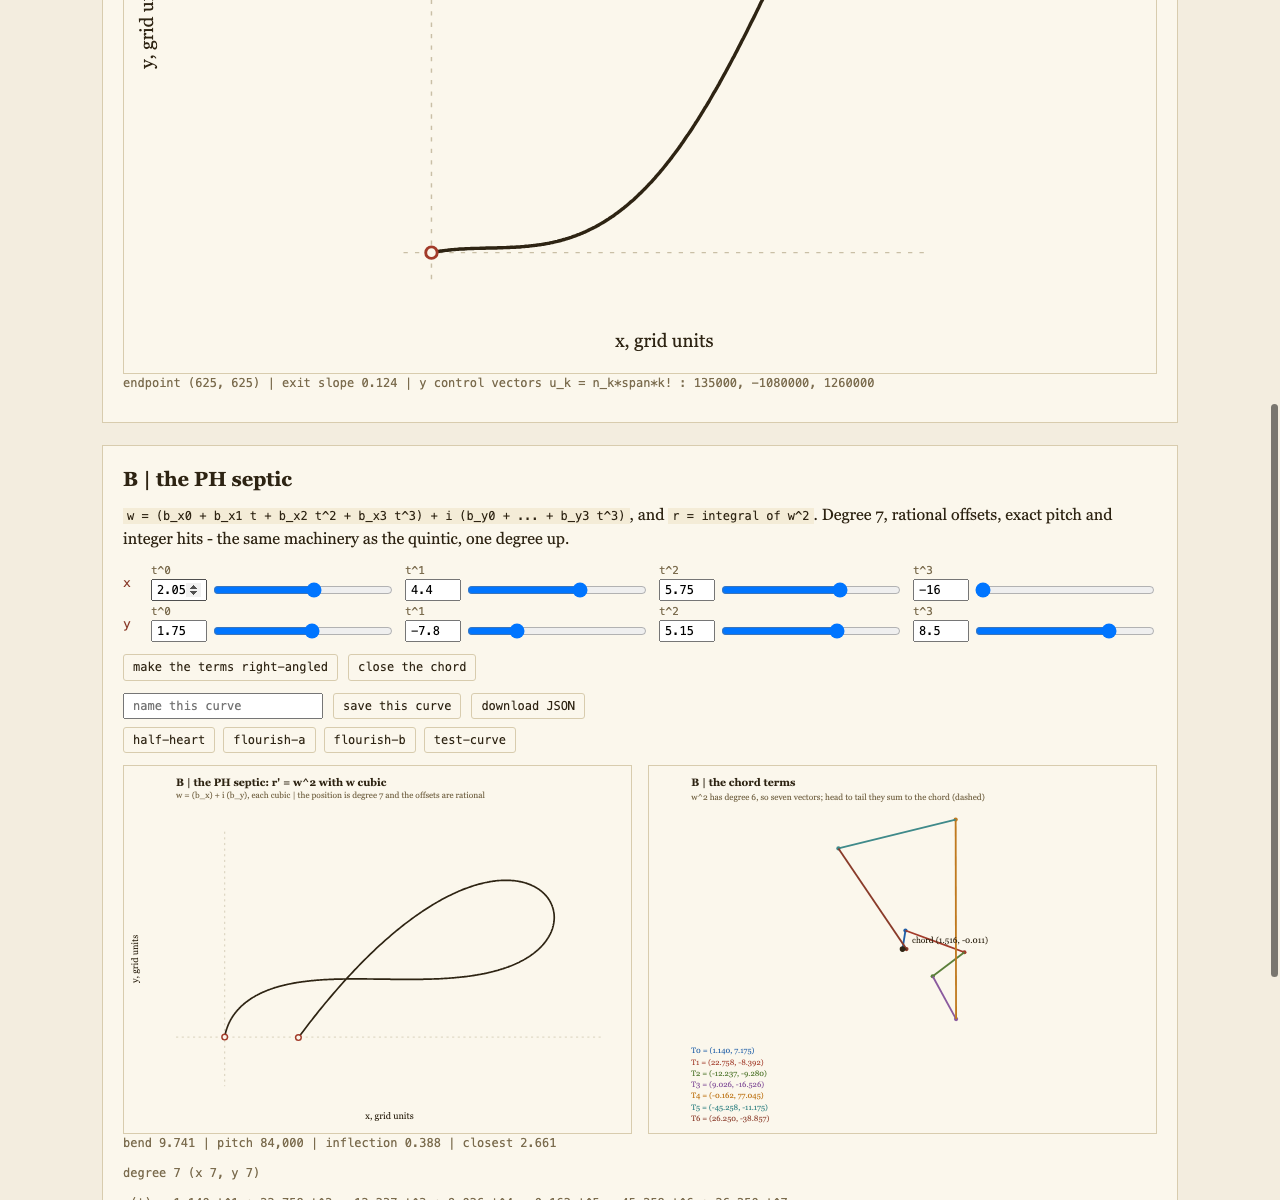 y, grid u
x, grid units
endpoint (625, 625) | exit slope 0.124 | y control vectors u_k = n_k*span*k! : 135000, −1080000, 1260000
B | the PH septic
w = (b_x0 + b_x1 t + b_x2 t^2 + b_x3 t^3) + i (b_y0 + ... + b_y3 t^3), and r = integral of w^2. Degree 7, rational offsets, exact pitch and
integer hits - the same machinery as the quintic, one degree up.
t^0 t^1 t^2 t^3
x 2.05 4.4 5.75 −16
t^0 t^1 t^2 t^3
y 1.75 −7.8 5.15 8.5
make the terms right−angled close the chord
name this curve save this curve download JSON
half−heart flourish−a flourish−b test−curve
B | the PH septic: r' = w^2 with w cubic
w = (b_x) + i (b_y), each cubic | the position is degree 7 and the offsets are rational
y, grid units
x, grid units
B | the chord terms
w^2 has degree 6, so seven vectors; head to tail they sum to the chord (dashed)
chord (1.516, -0.011)
T0 = (1.140, 7.175)
T1 = (22.758, -8.392)
T2 = (-12.237, -9.280)
T3 = (9.026, -16.526)
T4 = (-0.162, 77.045)
T5 = (-45.258, -11.175)
T6 = (26.250, -38.857)
bend 9.741 | pitch 84,000 | inflection 0.388 | closest 2.661
degree 7 (x 7, y 7)